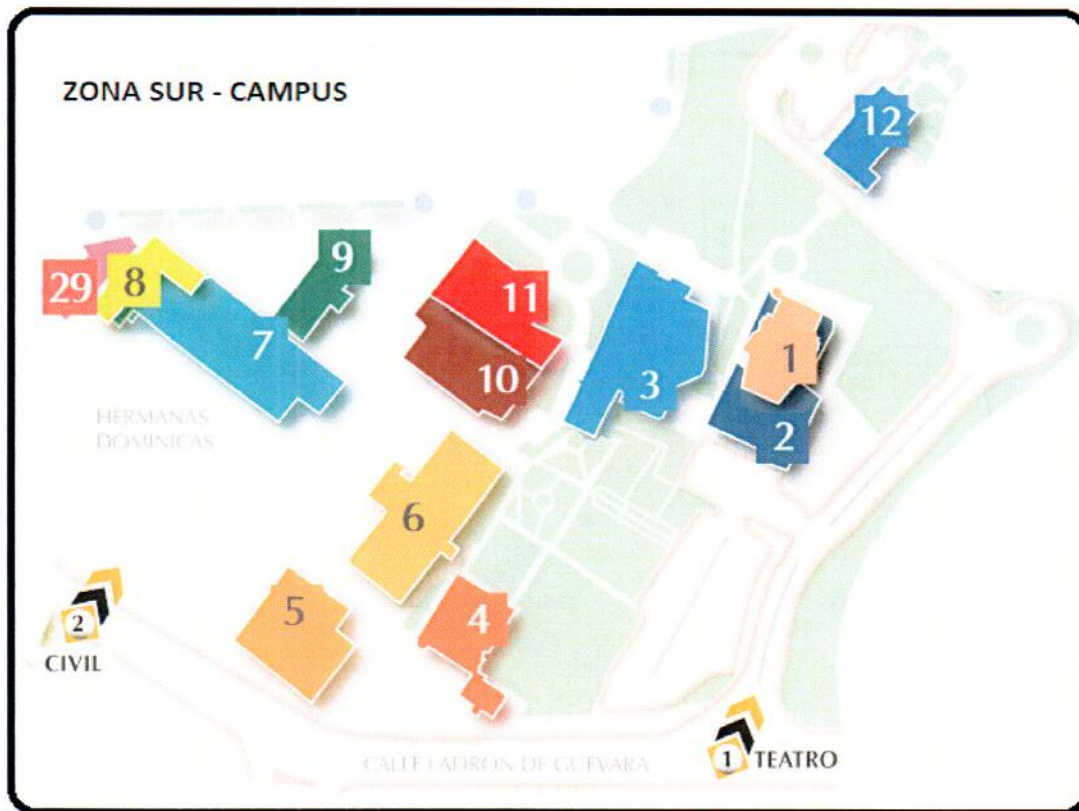 ZONA SUR - CAMPUS
12
29
8
9
7
11
10
3
1
2
HERMANAS
DOMINICAS
6
5
4
2
CIVIL
CALLE LADRON DE GUEVARA
1
TEATRO